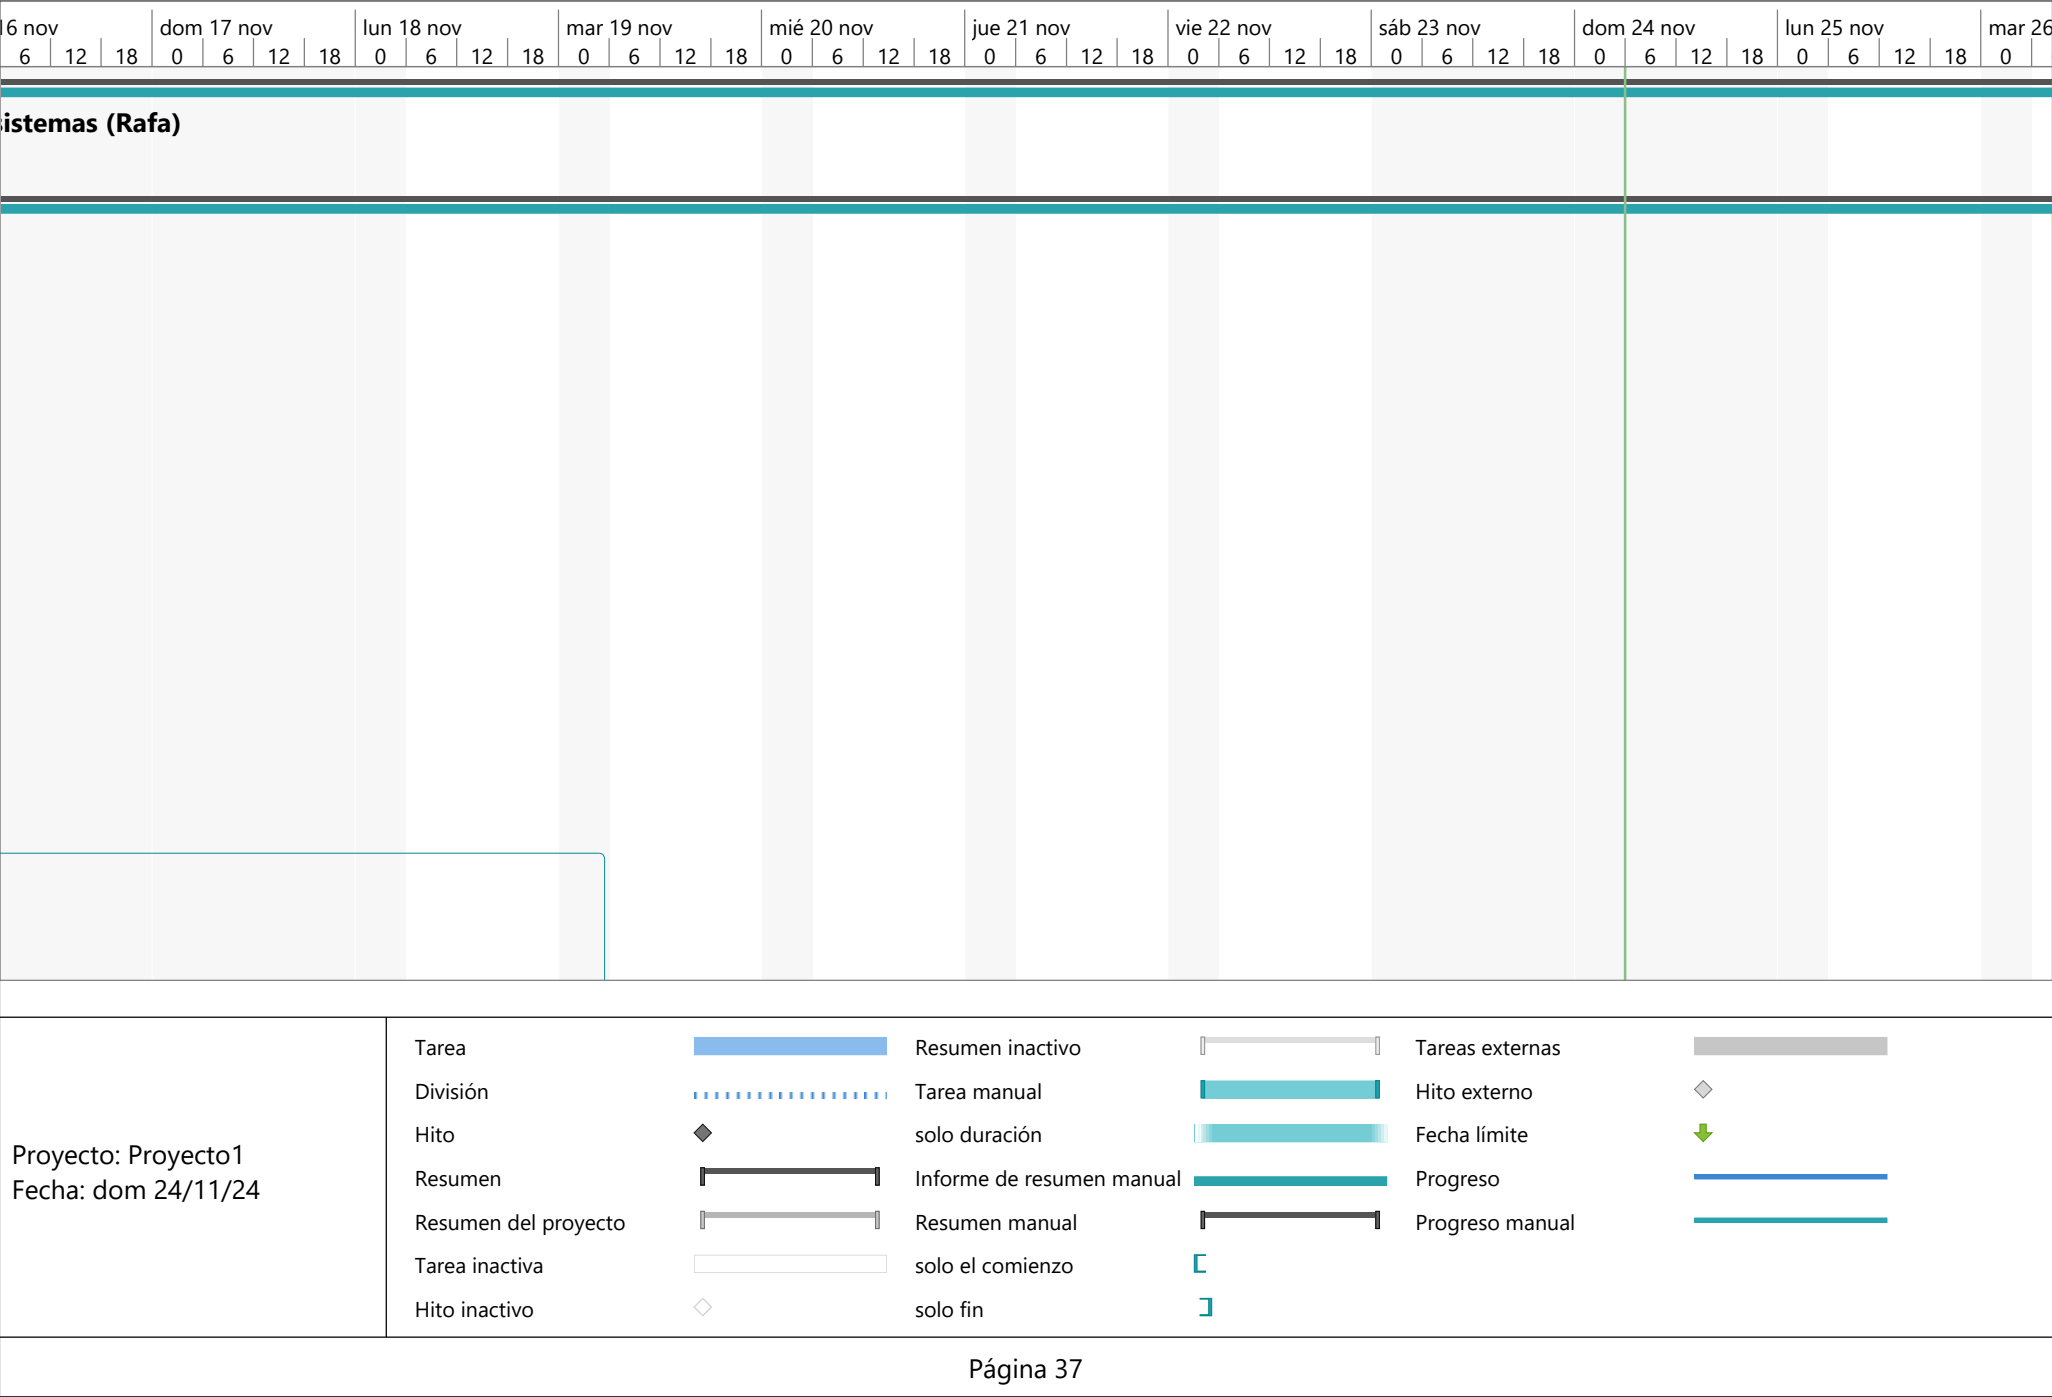 16 nov dom 17 nov lun 18 nov mar 19 nov mié 20 nov jue 21 nov vie 22 nov sáb 23 nov dom 24 nov lun 25 nov mar 26
6 12 18 0 6 12 18 0 6 12 18 0 6 12 18 0 6 12 18 0 6 12 18 0 6 12 18 0 6 12 18 0 6 12 18 0 6 12 18 0
istemas (Rafa)
Proyecto: Proyecto1
Fecha: dom 24/11/24
Tarea
División
Hito
Resumen
Resumen del proyecto
Tarea inactiva
Hito inactivo
Resumen inactivo
Tarea manual
solo duración
Informe de resumen manual
Resumen manual
solo el comienzo
solo fin
Tareas externas
Hito externo
Fecha límite
Progreso
Progreso manual
Página 37